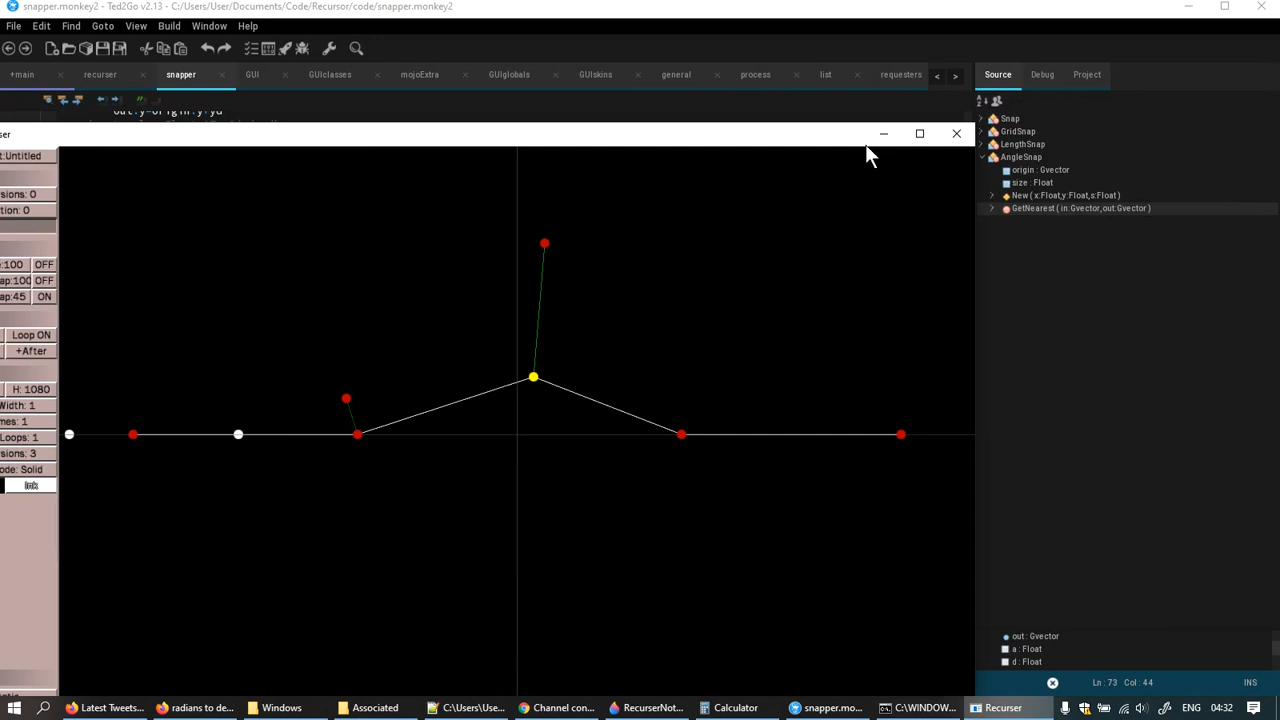 snapper.monkey2 - Ted2Go v2.13 - C:/Users/User/Documents/Code/Recursor/code/snapper.monkey2
File Edit Find Goto View Build Window Help
+main recurser snapper GUI GUIclasses mojoExtra GUIglobals GUIskins general process list requesters < >
Source Debug Project
Snap
GridSnap
LengthSnap
AngleSnap
origin : Gvector
size : Float
New ( x:Float,y:Float,s:Float )
GetNearest ( in:Gvector,out:Gvector )
out : Gvector
a : Float
d : Float
Ln : 73 Col : 44 INS
out.y=origin.y+yd
ser
t:Untitled
sions: 0
tion: 0
e:100 OFF
ap:100 OFF
ap:45 ON
Loop ON
+After
H: 1080
Width: 1
mes: 1
Loops: 1
sions: 3
ode: Solid
Ink
Latest Tweets... radians to de... Windows Associated C:\Users\Use... Channel con... RecurserNot... Calculator snapper.mo... C:\WINDOW... Recurser ENG 04:32